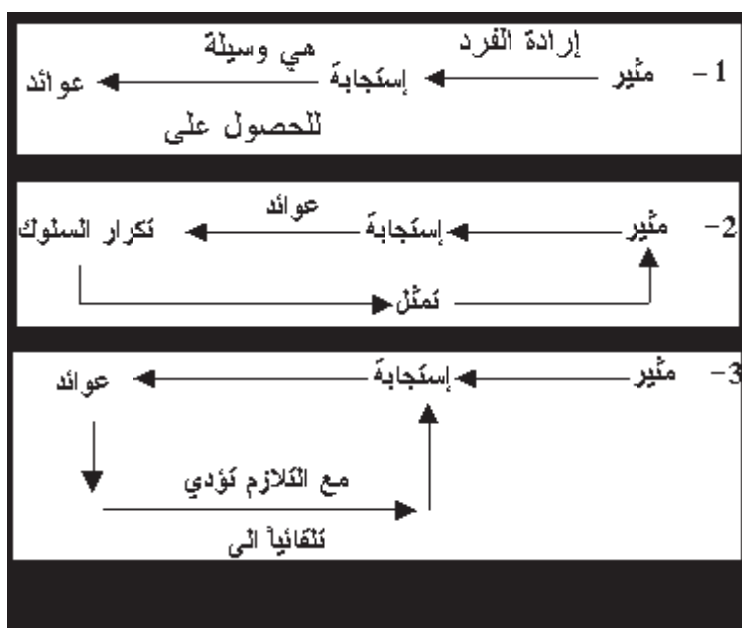 إرادة الفرد هي وسيلة
1- مثير إستجابة عوائد
للحصول على
عوائد
2- مثير إستجابة تكرار السلوك
تمثل
3- مثير إستجابة عوائد
مع التلازم تؤدي
تلقائياً الى